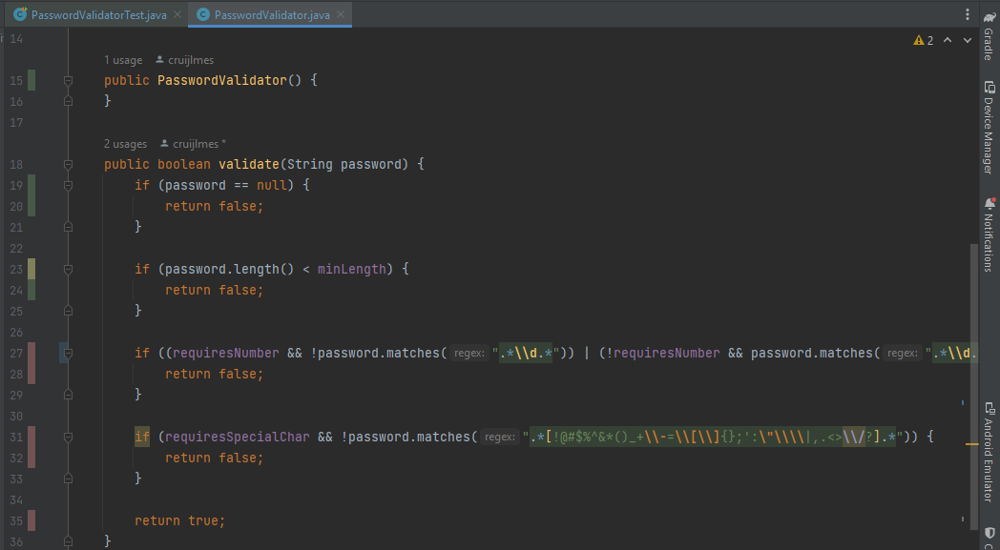 PasswordValidatorTest.java PasswordValidator.java
14 2
1 usage cruijlmes
15 public PasswordValidator() {
16 }
17
2 usages cruijlmes *
18 public boolean validate(String password) {
19 if (password == null) {
20 return false;
21 }
22
23 if (password.length() < minLength) {
24 return false;
25 }
26
27 if ((requiresNumber && !password.matches( regex: ".*\\d.*")) | (!requiresNumber && password.matches( regex: ".*\\d.
28 return false;
29 }
30
31 if (requiresSpecialChar && !password.matches( regex: ".*[!@#$%^&*()_+\\-=\\[\\]{};':\"\\\\|,.<>\\/?].*")) {
32 return false;
33 }
34
35 return true;
36 }
Gradle
Device Manager
Notifications
Android Emulator